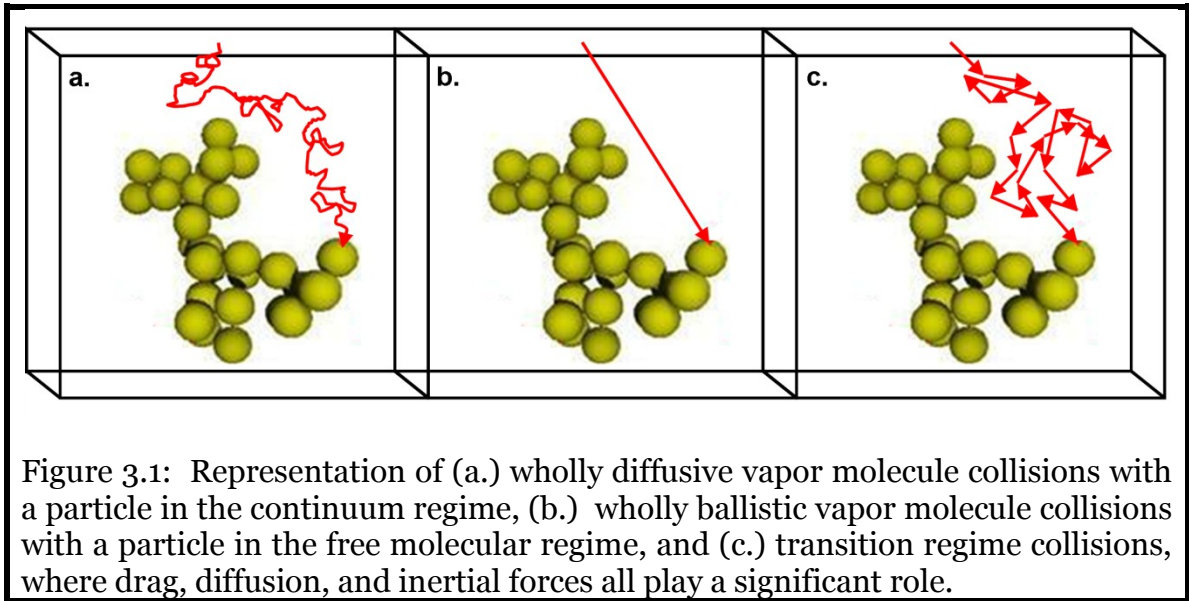 a.
b.
c.
Figure 3.1: Representation of (a.) wholly diffusive vapor molecule collisions with
a particle in the continuum regime, (b.) wholly ballistic vapor molecule collisions
with a particle in the free molecular regime, and (c.) transition regime collisions,
where drag, diffusion, and inertial forces all play a significant role.